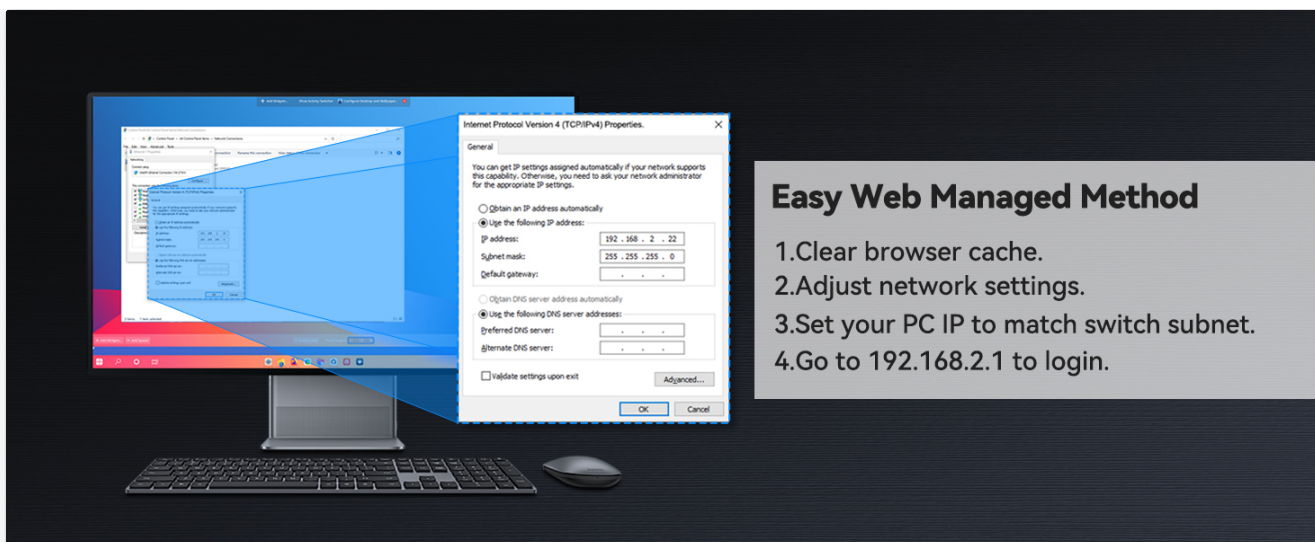 Add Widgets...
Internet Protocol Version 4 (TCP/IPv4) Properties.
General
You can get IP settings assigned automatically if your network supports
this capability. Otherwise, you need to ask your network administrator
for the appropriate IP settings.
Obtain an IP address automatically
Use the following IP address:
IP address: 192 . 168 . 2 . 22
Subnet mask: 255 . 255 . 255 . 0
Default gateway: . . .
Obtain DNS server address automatically
Use the following DNS server addresses:
Preferred DNS server: . . .
Alternate DNS server: . . .
Validate settings upon exit
Advanced...
OK Cancel
Easy Web Managed Method
1.Clear browser cache.
2.Adjust network settings.
3.Set your PC IP to match switch subnet.
4.Go to 192.168.2.1 to login.